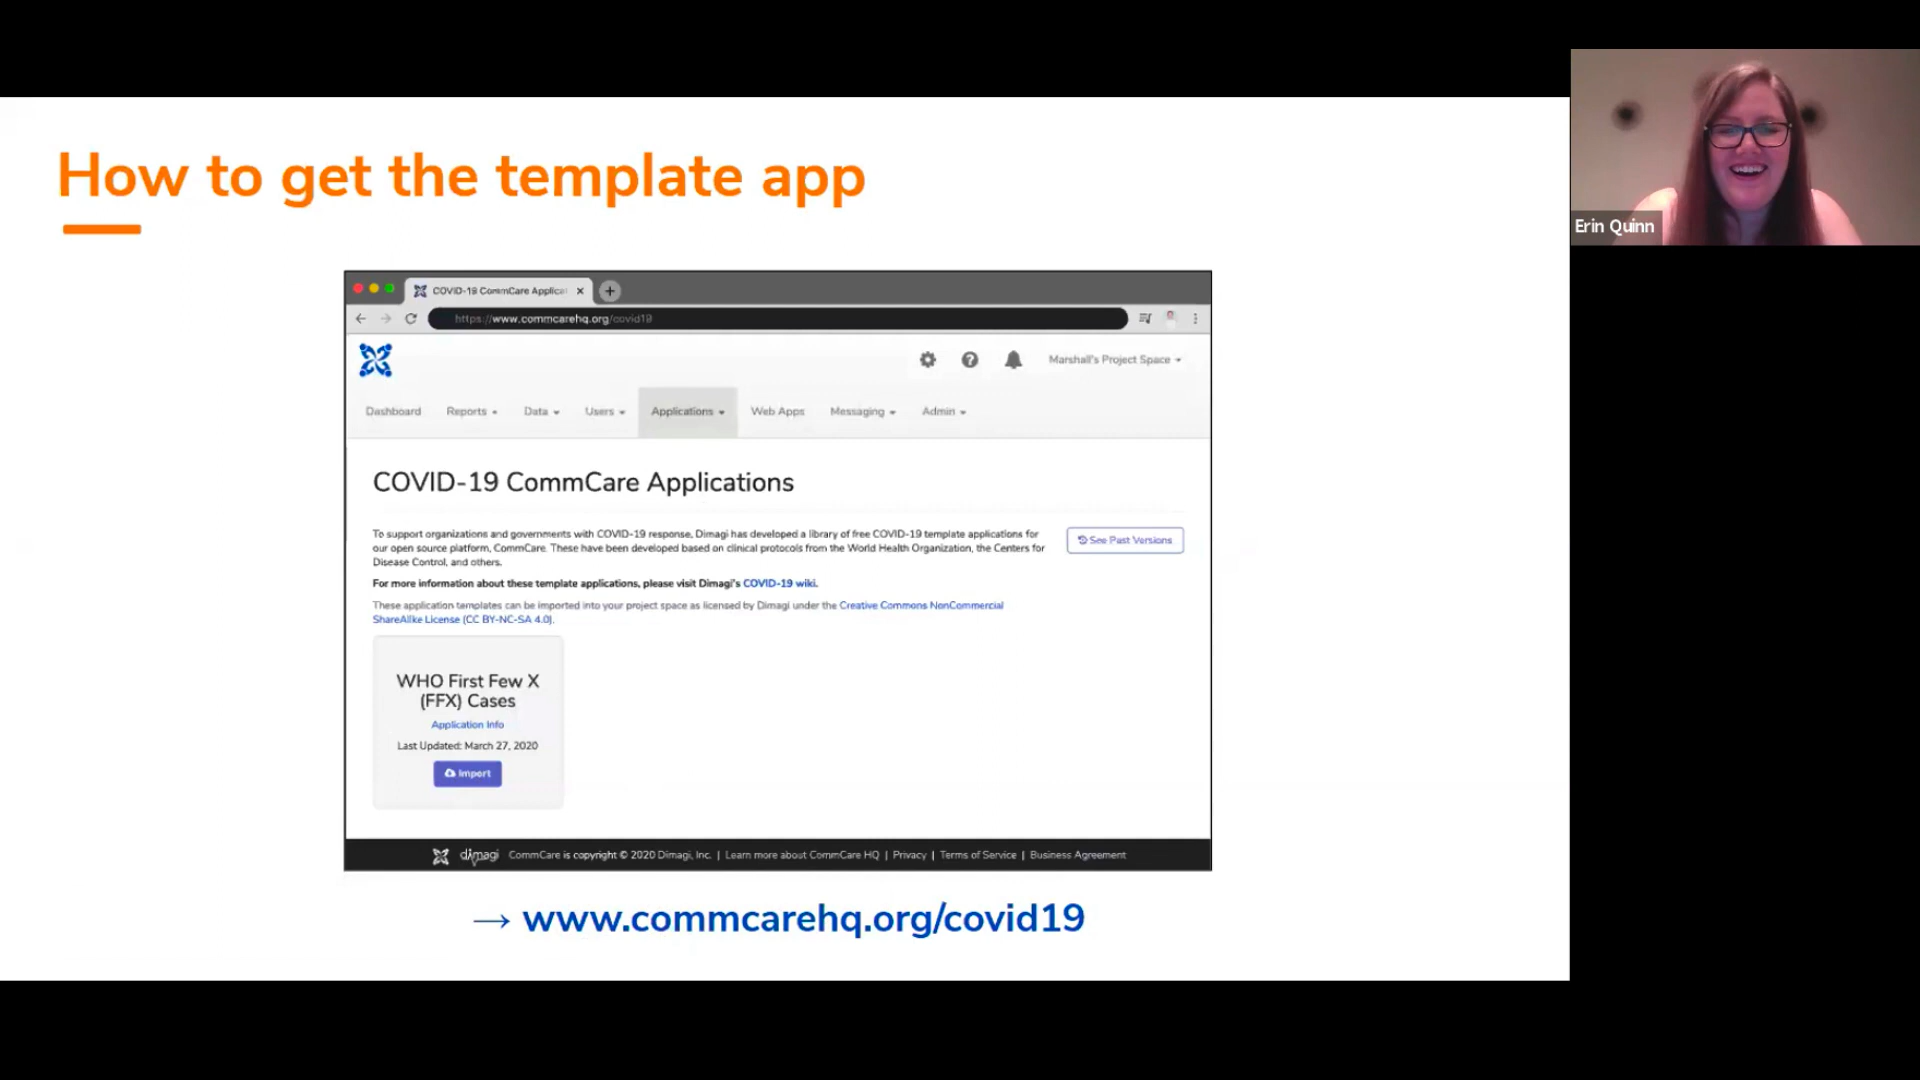 How to get the template app
Erin Quinn
COVID-19 CommCare Applicat
https://www.commcarehq.org/covid19
Marshall's Project Space
Dashboard Reports Data Users Applications Web Apps Messaging Admin
COVID-19 CommCare Applications
To support organizations and governments with COVID-19 response, Dimagi has developed a library of free COVID-19 template applications for
our open source platform, CommCare. These have been developed based on clinical protocols from the World Health Organization, the Centers for
Disease Control, and others.
See Past Versions
For more information about these template applications, please visit Dimagi's COVID-19 wiki.
These application templates can be imported into your project space as licensed by Dimagi under the Creative Commons NonCommercial
ShareAlike License (CC BY-NC-SA 4.0).
WHO First Few X
(FFX) Cases
Application Info
Last Updated: March 27, 2020
Import
dimagi CommCare is copyright © 2020 Dimagi, Inc. | Learn more about CommCare HQ | Privacy | Terms of Service | Business Agreement
→ www.commcarehq.org/covid19